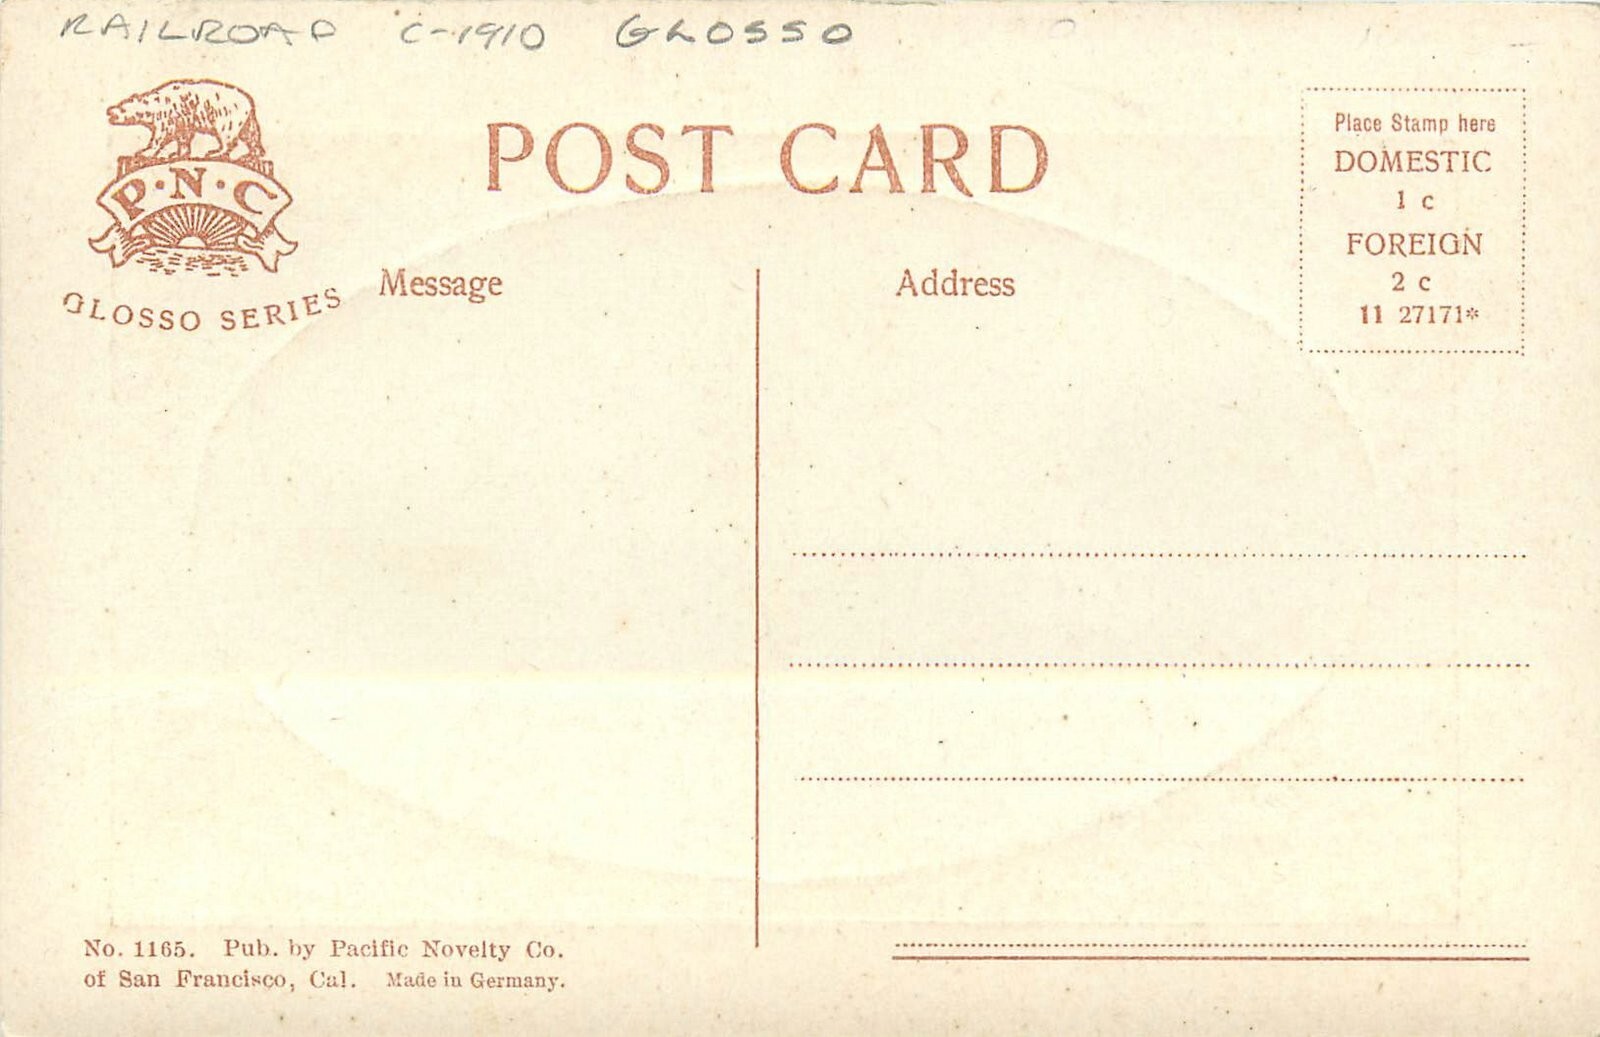 RAILROAD C-1910 GLOSSO
P·N·C
GLOSSO SERIES
POST CARD
Place Stamp here
DOMESTIC
1 c
FOREIGN
2 c
11 27171*
Message
Address
No. 1165. Pub. by Pacific Novelty Co.
of San Francisco, Cal. Made in Germany.